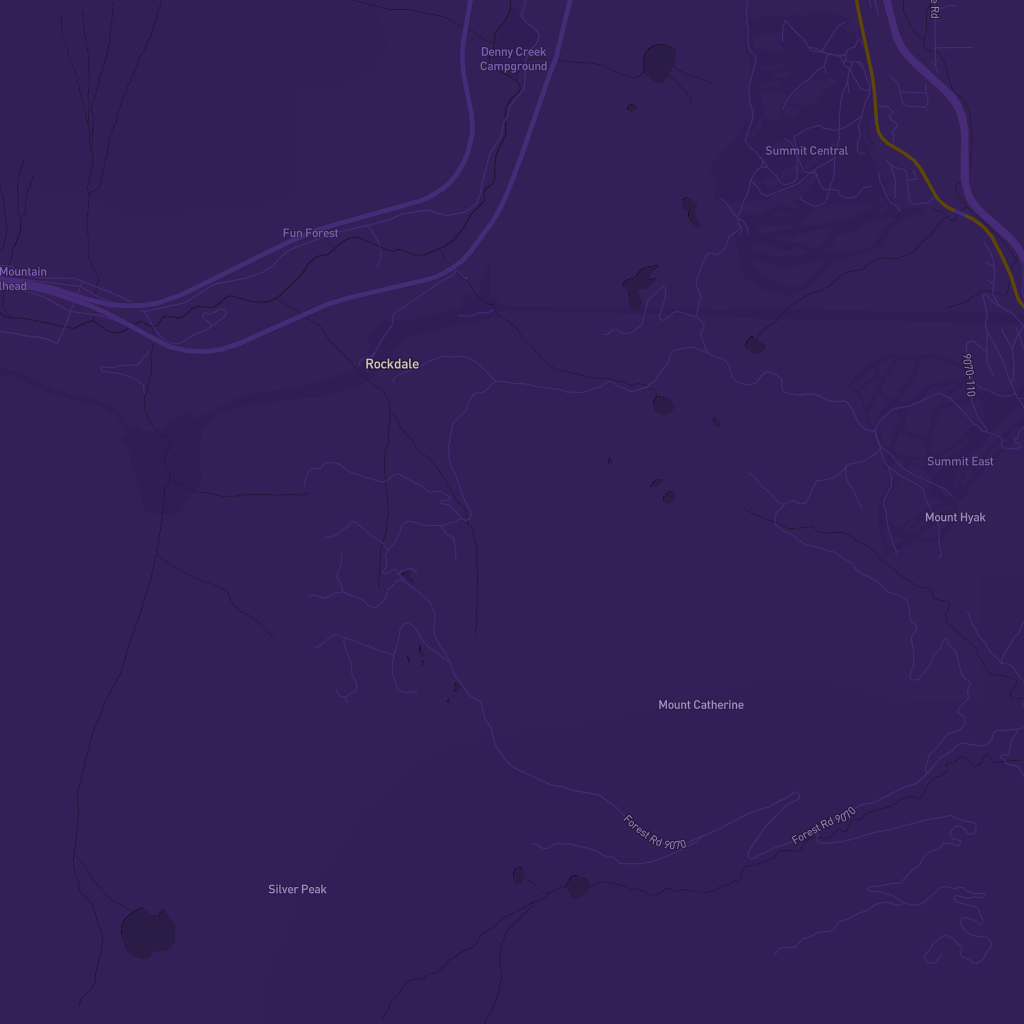 e Rd
Denny Creek
Campground
Summit Central
Fun Forest
Mountain
lhead
Rockdale
9070-110
Summit East
Mount Hyak
Mount Catherine
Forest Rd 9070
Forest Rd 9070
Silver Peak